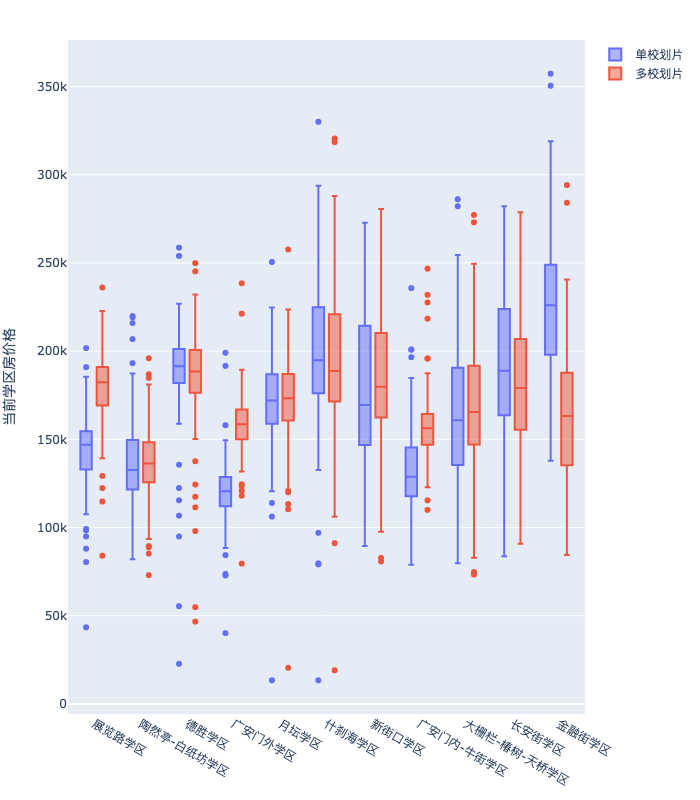 单校划片
多校划片
350k
300k
250k
200k
150k
100k
50k
0
当前学区房价格
展览路学区
陶然亭-白纸坊学区
德胜学区
广安门外学区
月坛学区
什刹海学区
新街口学区
广安门内-牛街学区
大栅栏-椿树-天桥学区
长安街学区
金融街学区